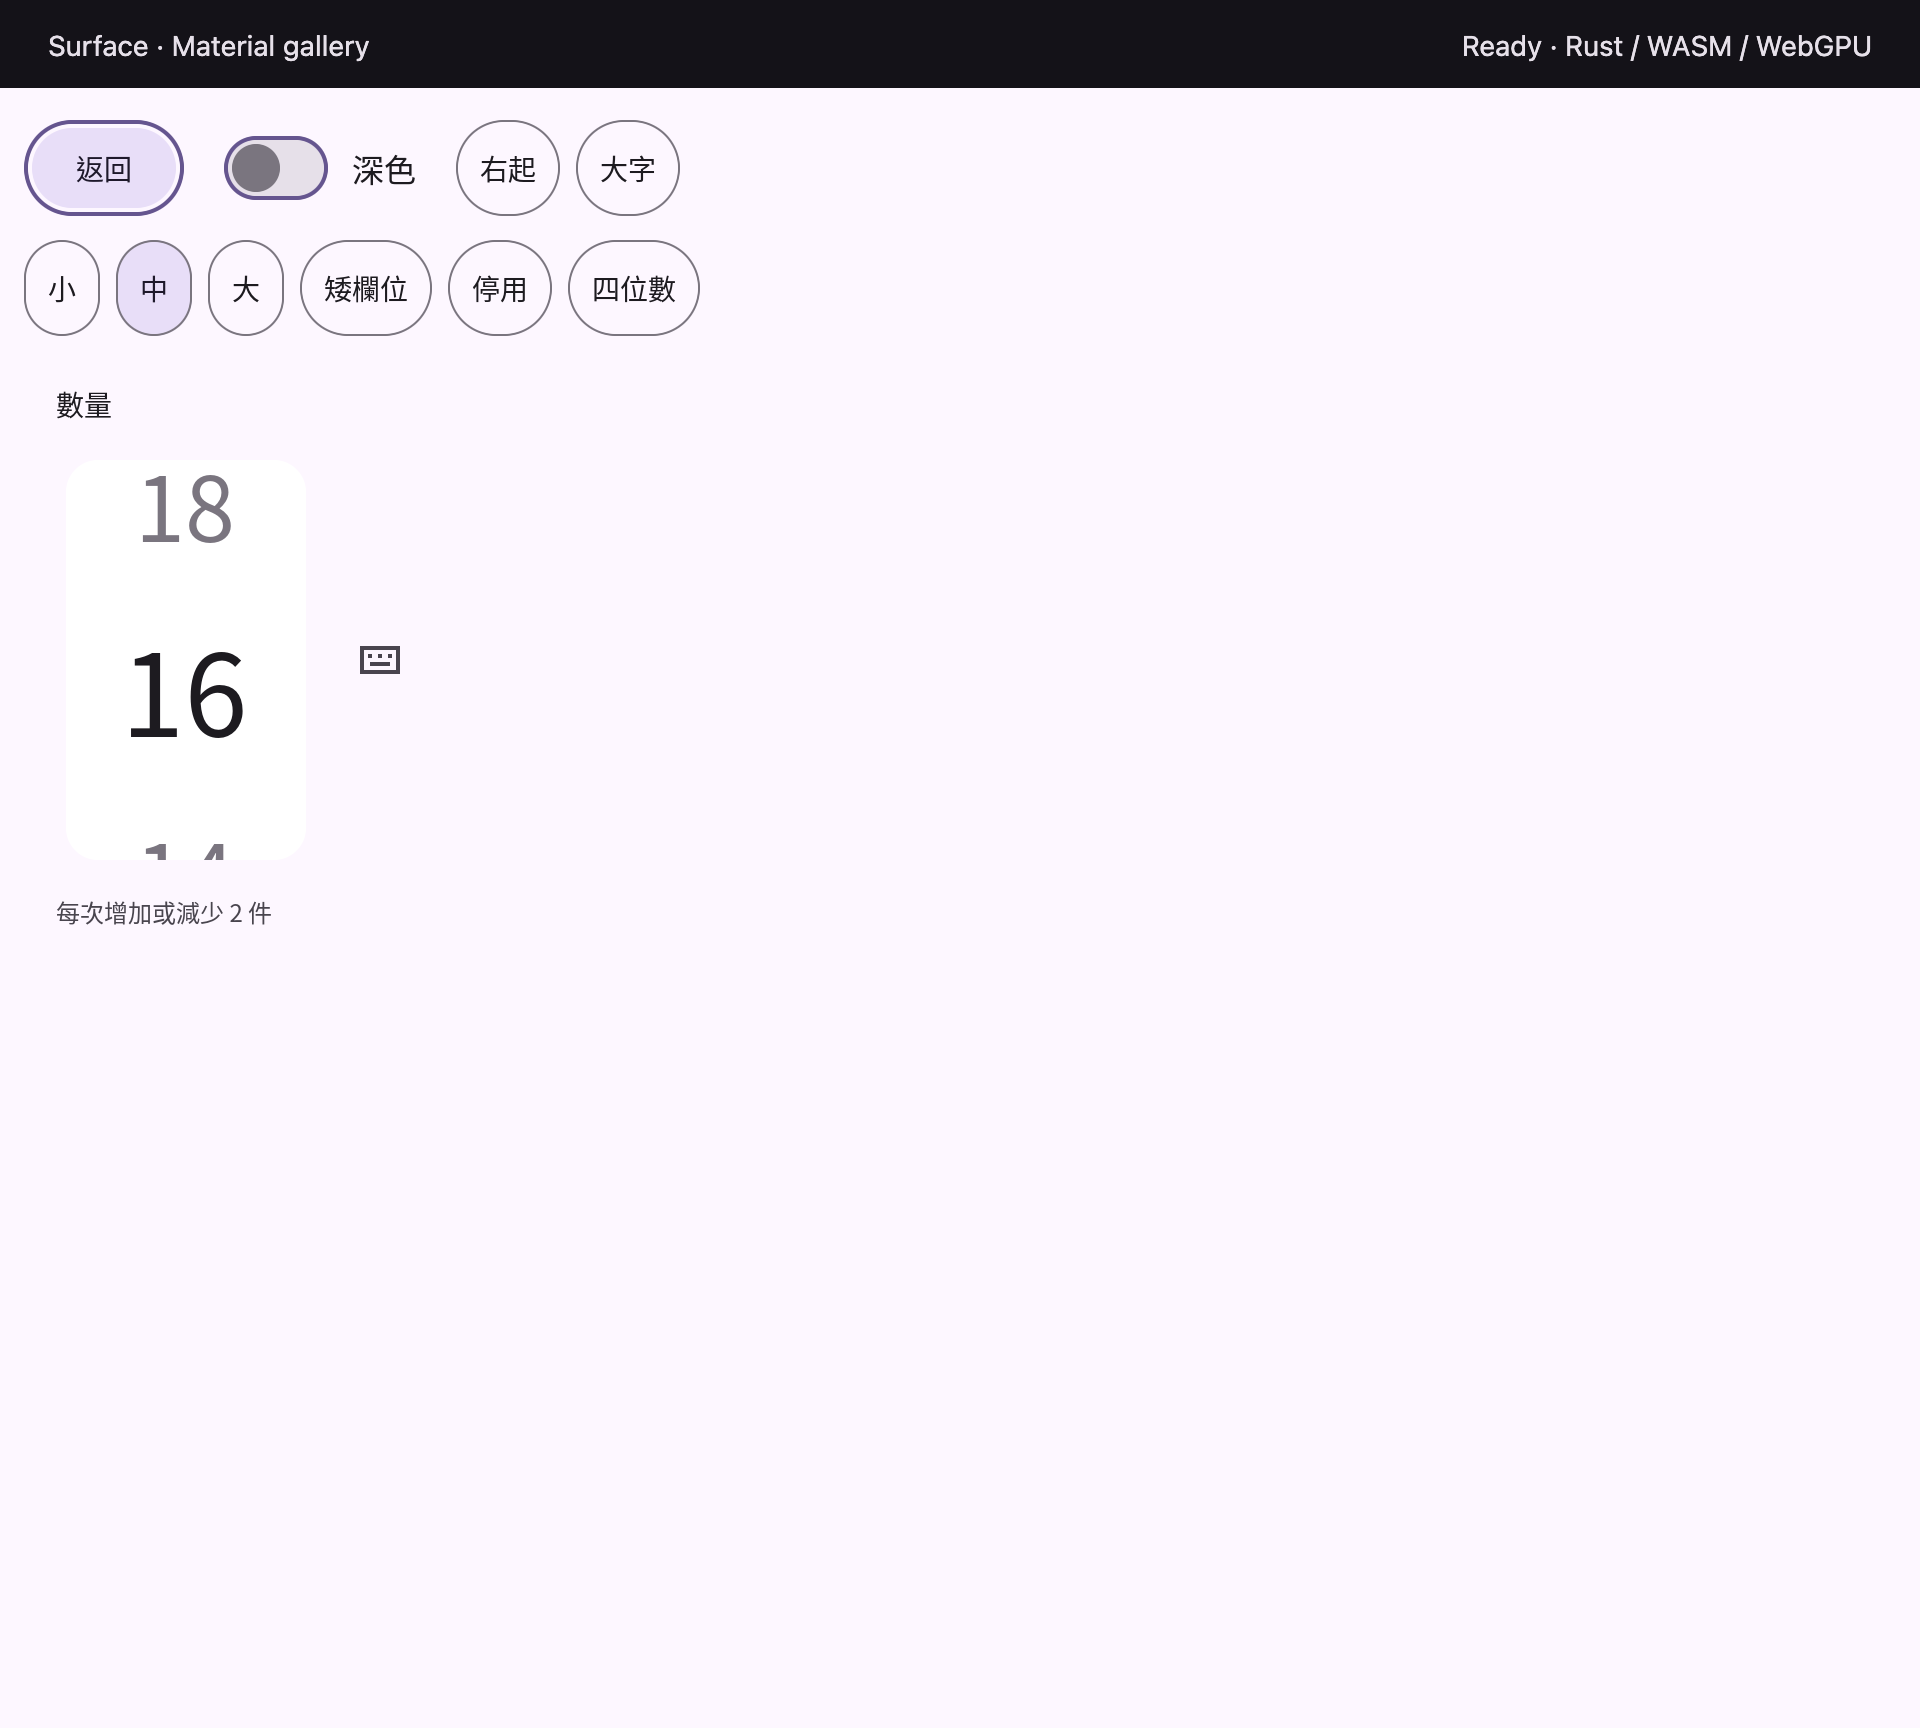 Surface · Material gallery
Ready · Rust / WASM / WebGPU
返回 深色 右起 大字
小 中 大 矮欄位 停用 四位數
數量
18
16
14
每次增加或減少 2 件